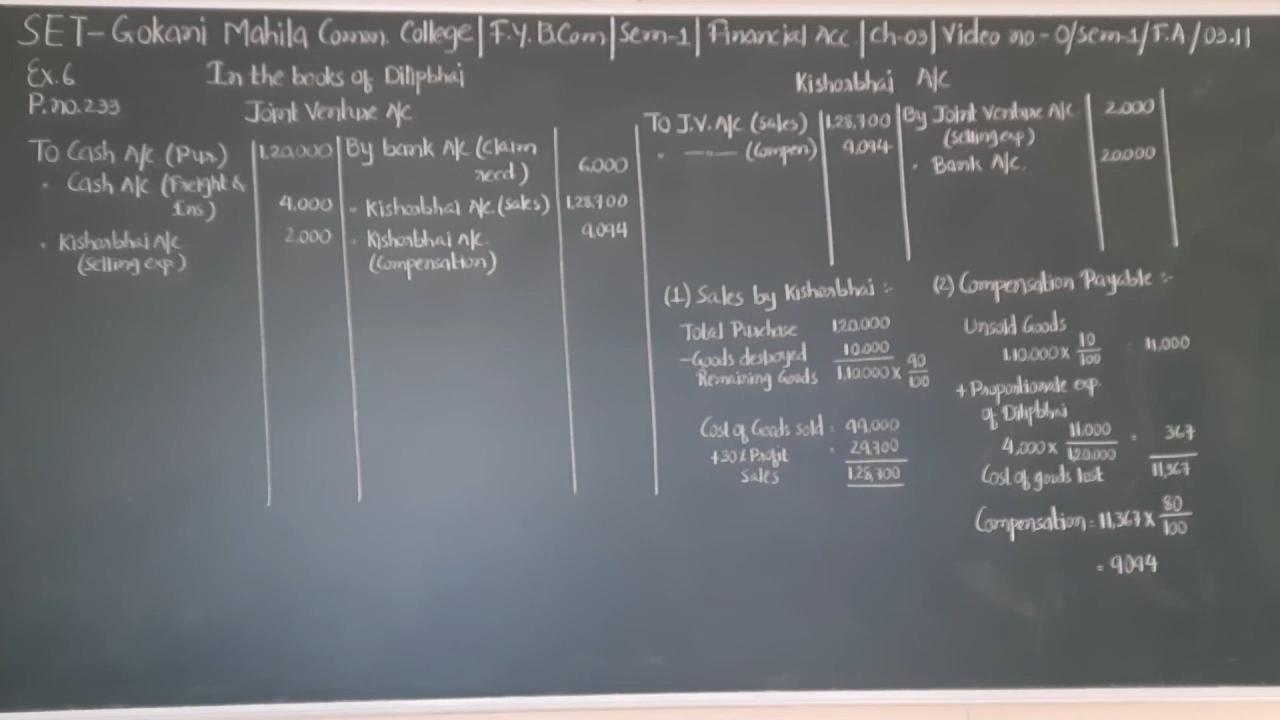 SET-Gokani Mahila Comm. College | F.Y. B.Com | Sem-1 | Financial Acc. | Ch-03 | Video no - 0/sem-1/F.A/03.11
Ex.6 In the books of Dilipbhai
P.no.233
Joint Venture A/c
To Cash A/c (Pur.) 1,20,000 By bank A/c (claim recd) 6,000
" Cash A/c (Freight & Ins) 4,000 " Kishorbhai A/c (sales) 1,28,700
" Kishorbhai A/c (selling exp) 2,000 " Kishorbhai A/c. (Compensation) 9,094
Kishorbhai A/c
To J.V. A/c (sales) 1,28,700 By Joint Venture A/c (selling exp) 2,000
" —— (Compen) 9,094 " Bank A/c. 20,000
(1) Sales by Kishorbhai :-
Total Purchase 1,20,000
-Goods destroyed 10,000
Remaining Goods 1,10,000 x 90/100
Cost of Goods sold = 99,000
+30% Profit = 29,700
Sales 1,28,700
(2) Compensation Payable :-
Unsold Goods
1,10,000 x 10/100 = 11,000
+ Proportionate exp.
of Dilipbhai
4,000 x 11,000/1,20,000 = 367
Cost of goods lost 11,367
Compensation = 11,367 x 80/100
= 9094